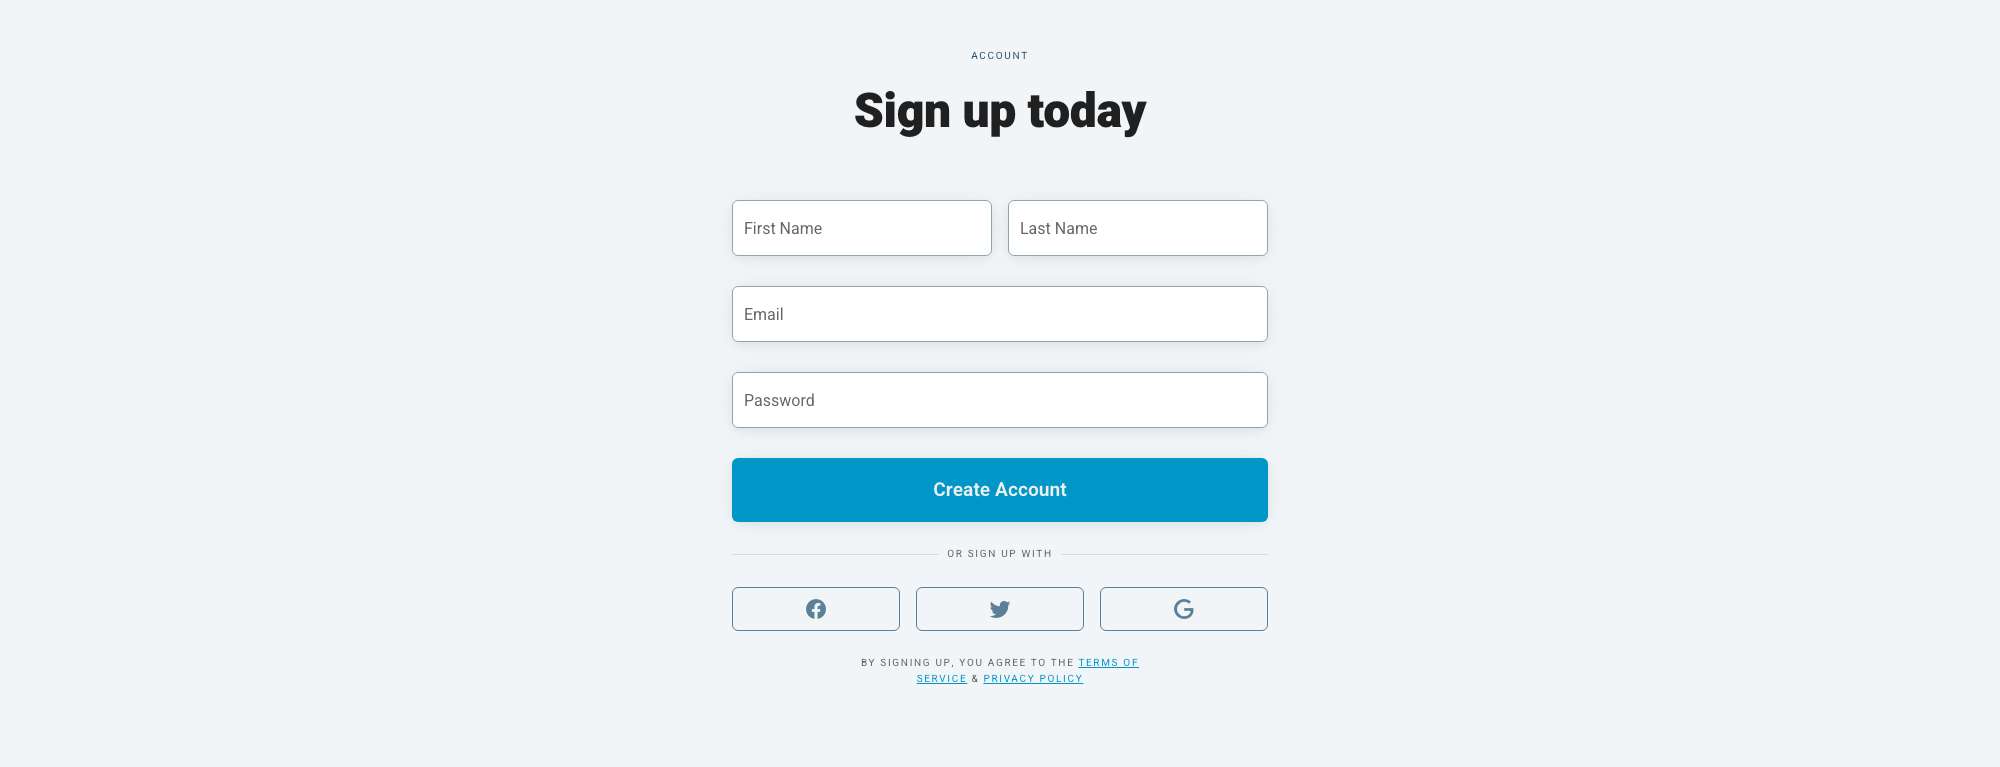 ACCOUNT
Sign up today
First Name
Last Name
Email
Password
Create Account
OR SIGN UP WITH
BY SIGNING UP, YOU AGREE TO THE TERMS OF
SERVICE & PRIVACY POLICY